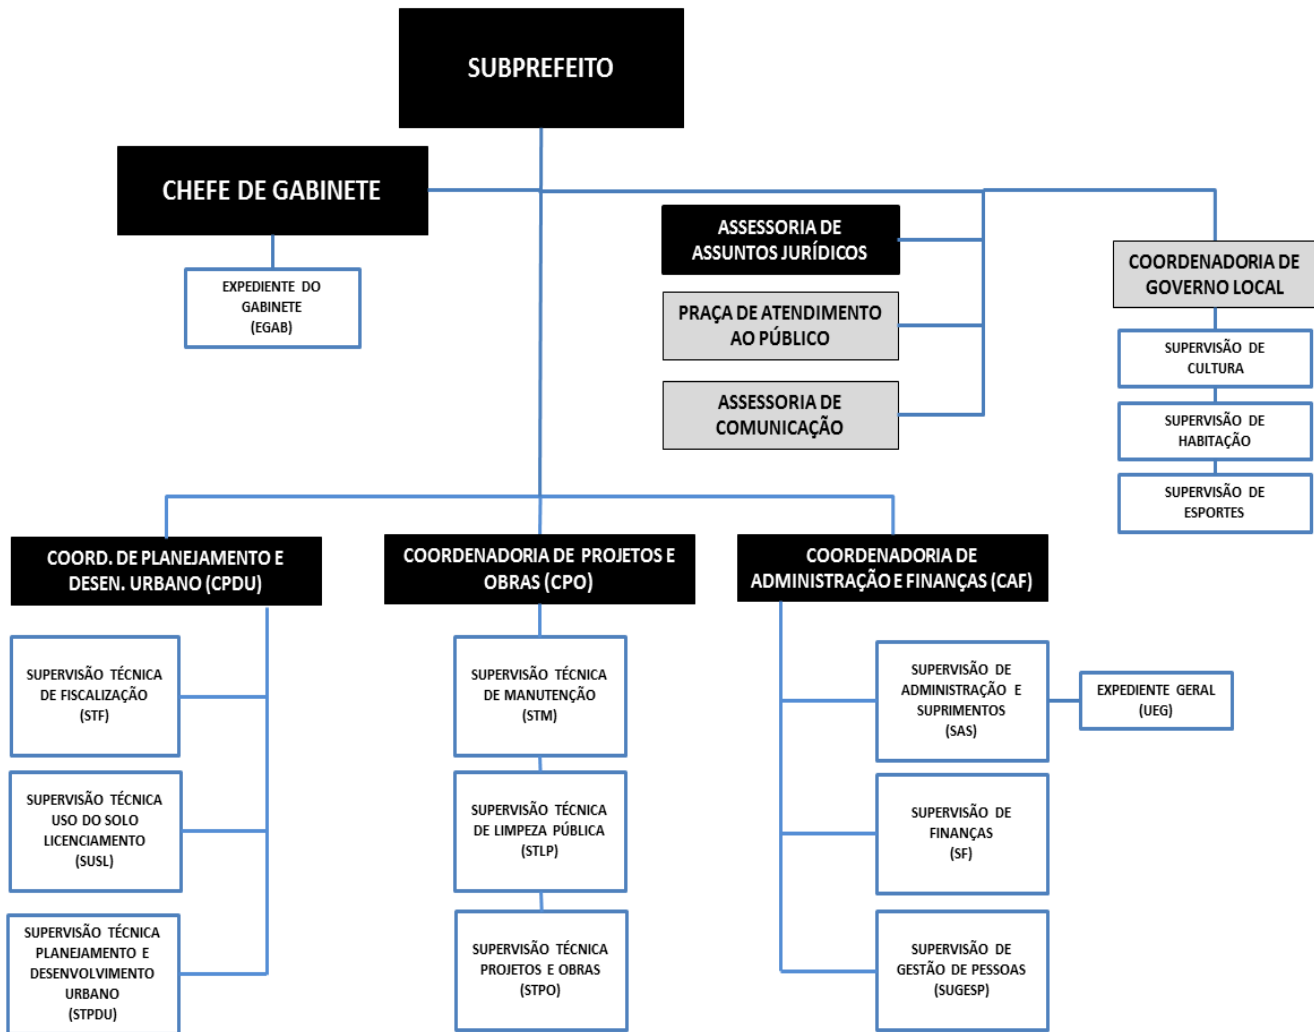 SUBPREFEITO
CHEFE DE GABINETE
EXPEDIENTE DO
GABINETE
(EGAB)
ASSESSORIA DE
ASSUNTOS JURÍDICOS
PRAÇA DE ATENDIMENTO
AO PÚBLICO
ASSESSORIA DE
COMUNICAÇÃO
COORDENADORIA DE
GOVERNO LOCAL
SUPERVISÃO DE
CULTURA
SUPERVISÃO DE
HABITAÇÃO
SUPERVISÃO DE
ESPORTES
COORD. DE PLANEJAMENTO E
DESEN. URBANO (CPDU)
SUPERVISÃO TÉCNICA
DE FISCALIZAÇÃO
(STF)
SUPERVISÃO TÉCNICA
USO DO SOLO
LICENCIAMENTO
(SUSL)
SUPERVISÃO TÉCNICA
PLANEJAMENTO E
DESENVOLVIMENTO
URBANO
(STPDU)
COORDENADORIA DE PROJETOS E
OBRAS (CPO)
SUPERVISÃO TÉCNICA
DE MANUTENÇÃO
(STM)
SUPERVISÃO TÉCNICA
DE LIMPEZA PÚBLICA
(STLP)
SUPERVISÃO TÉCNICA
PROJETOS E OBRAS
(STPO)
COORDENADORIA DE
ADMINISTRAÇÃO E FINANÇAS (CAF)
SUPERVISÃO DE
ADMINISTRAÇÃO E
SUPRIMENTOS
(SAS)
EXPEDIENTE GERAL
(UEG)
SUPERVISÃO DE
FINANÇAS
(SF)
SUPERVISÃO DE
GESTÃO DE PESSOAS
(SUGESP)